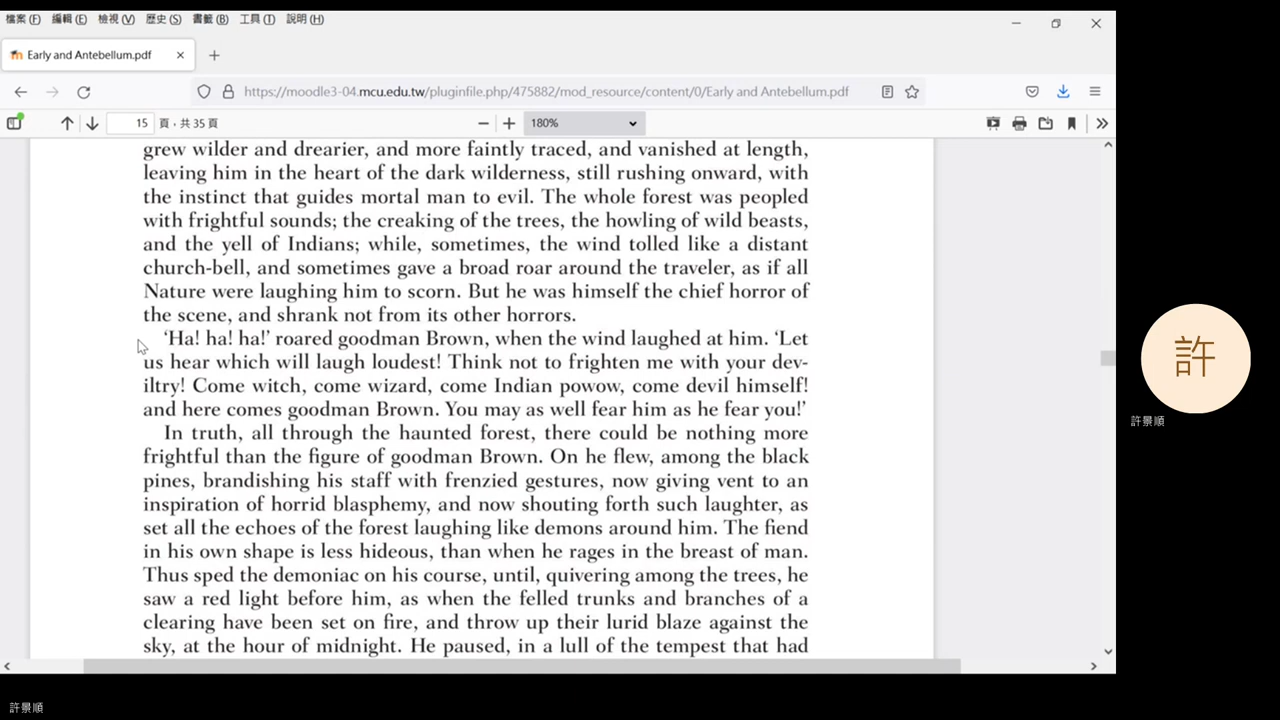 檔案 (F) 編輯 (E) 檢視 (V) 歷史 (S) 書籤 (B) 工具 (T) 說明 (H)
Early and Antebellum.pdf
https://moodle3-04.mcu.edu.tw/pluginfile.php/475882/mod_resource/content/0/Early and Antebellum.pdf
15 頁，共 35 頁 180%
grew wilder and drearier, and more faintly traced, and vanished at length,
leaving him in the heart of the dark wilderness, still rushing onward, with
the instinct that guides mortal man to evil. The whole forest was peopled
with frightful sounds; the creaking of the trees, the howling of wild beasts,
and the yell of Indians; while, sometimes, the wind tolled like a distant
church-bell, and sometimes gave a broad roar around the traveler, as if all
Nature were laughing him to scorn. But he was himself the chief horror of
the scene, and shrank not from its other horrors.
‘Ha! ha! ha!’ roared goodman Brown, when the wind laughed at him. ‘Let
us hear which will laugh loudest! Think not to frighten me with your dev-
iltry! Come witch, come wizard, come Indian powow, come devil himself!
and here comes goodman Brown. You may as well fear him as he fear you!’
In truth, all through the haunted forest, there could be nothing more
frightful than the figure of goodman Brown. On he flew, among the black
pines, brandishing his staff with frenzied gestures, now giving vent to an
inspiration of horrid blasphemy, and now shouting forth such laughter, as
set all the echoes of the forest laughing like demons around him. The fiend
in his own shape is less hideous, than when he rages in the breast of man.
Thus sped the demoniac on his course, until, quivering among the trees, he
saw a red light before him, as when the felled trunks and branches of a
clearing have been set on fire, and throw up their lurid blaze against the
sky, at the hour of midnight. He paused, in a lull of the tempest that had
許
許景順
許景順